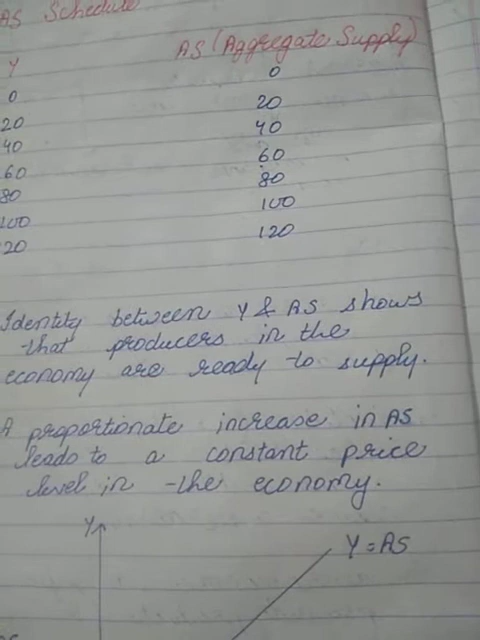 AS Schedule
Y AS (Aggregate Supply)
0 0
20 20
40 40
60 60
80 80
100 100
20 120
Identity between Y & AS shows
that producers in the
economy are ready to supply.
A proportionate increase in AS
leads to a constant price
level in the economy.
Y
Y = AS